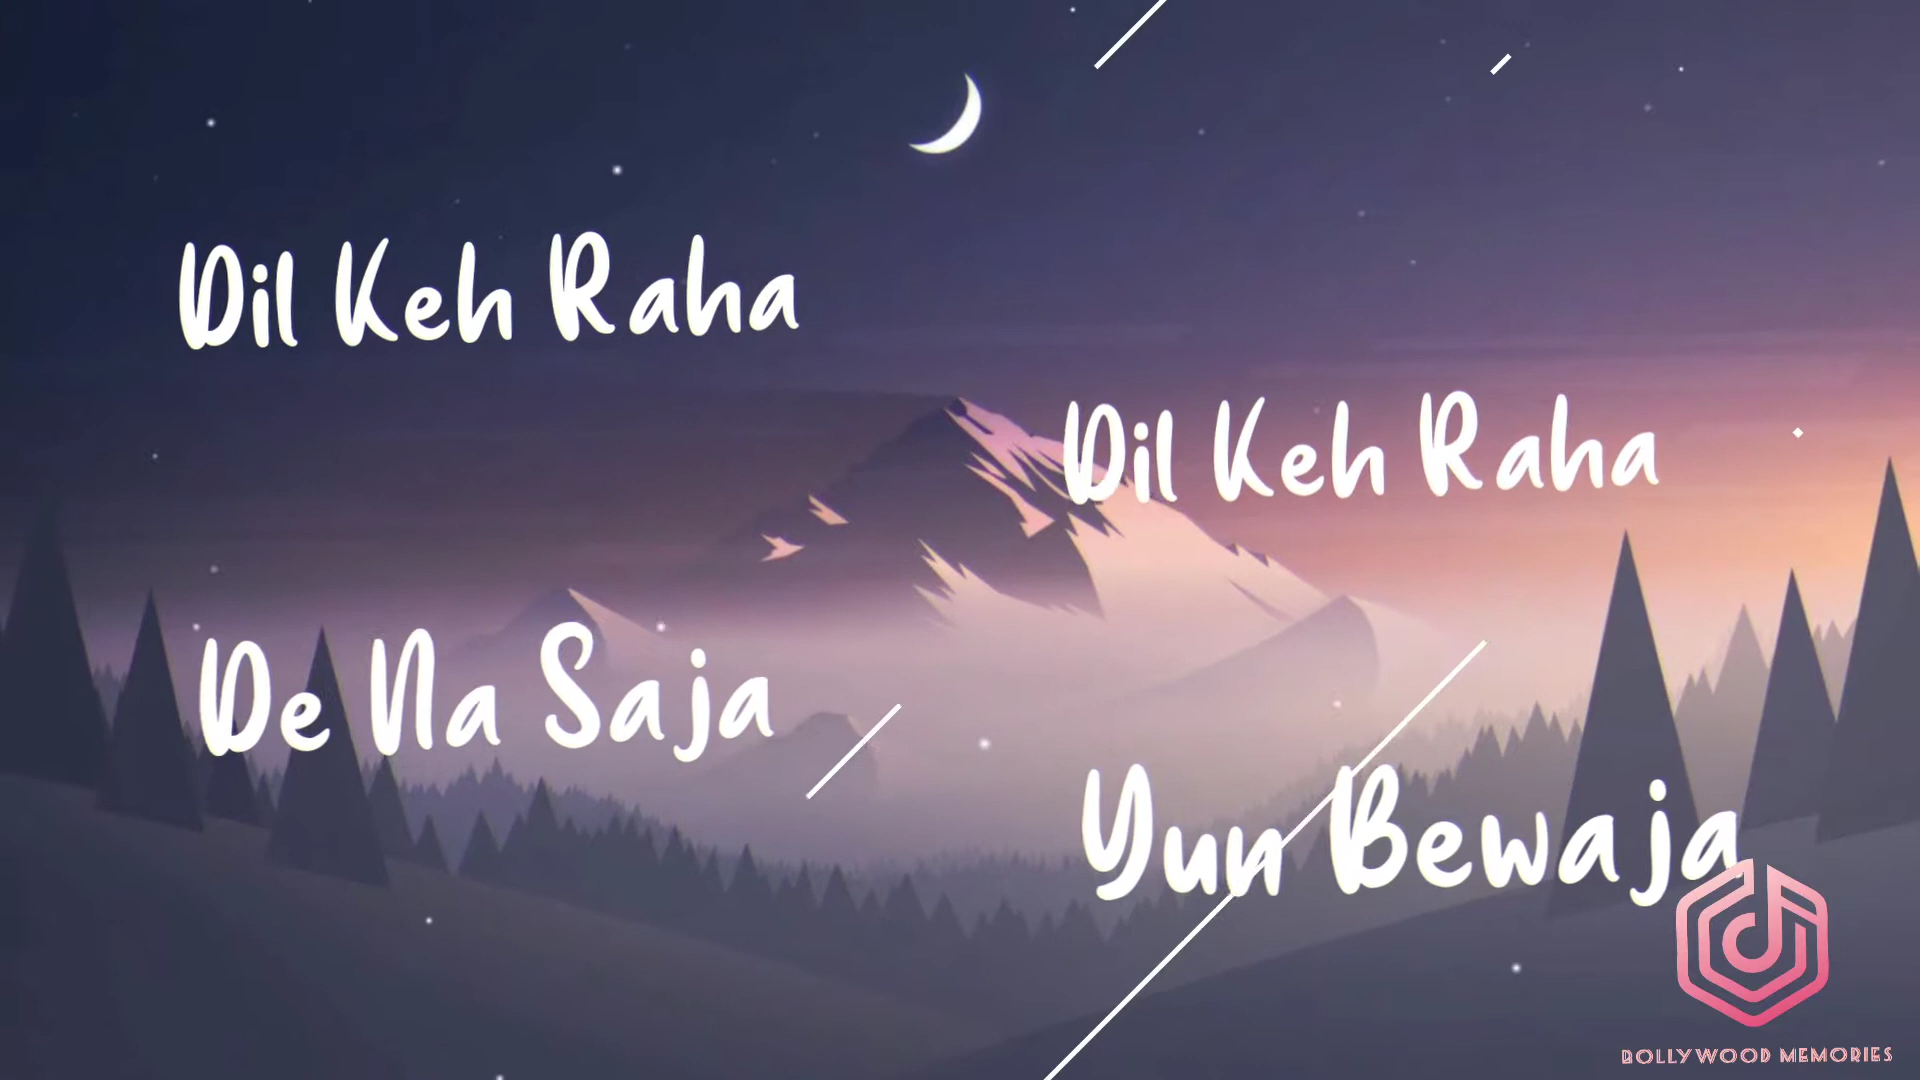 Dil Keh Raha
Dil Keh Raha
De Na Saja
Yun Bewaja
BOLLYWOOD MEMORIES